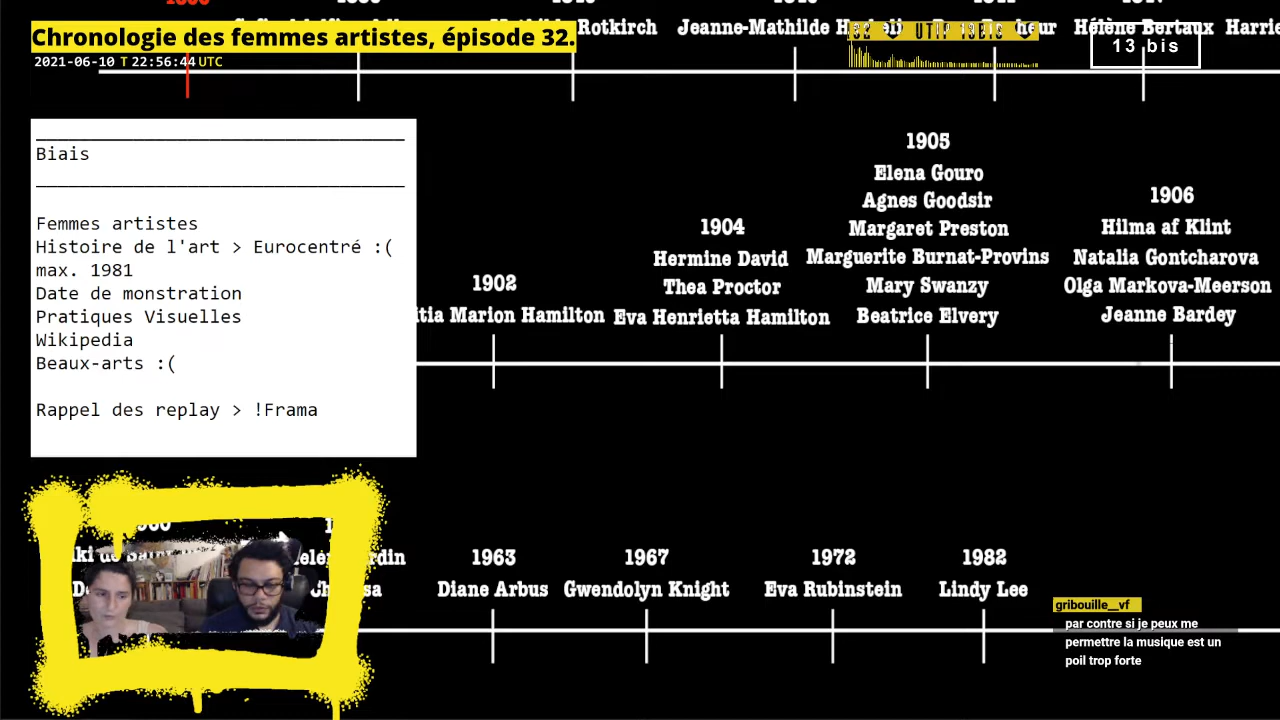 Rotkirch Jeanne-Mathilde Hélène Bertaux
Chronologie des femmes artistes, épisode 32.
2021-06-10 T 22:56:44 UTC
13 bis
Biais
Femmes artistes
Histoire de l'art > Eurocentré :(
max. 1981
Date de monstration
Pratiques Visuelles
Wikipedia
Beaux-arts :(
Rappel des replay > !Frama
1902
Marion Hamilton
1904
Hermine David
Thea Proctor
Eva Henrietta Hamilton
1905
Elena Gouro
Agnes Goodsir
Margaret Preston
Marguerite Burnat-Provins
Mary Swanzy
Beatrice Elvery
1906
Hilma af Klint
Natalia Gontcharova
Olga Markova-Meerson
Jeanne Bardey
1963
Diane Arbus
1967
Gwendolyn Knight
1972
Eva Rubinstein
1982
Lindy Lee
gribouille__vf
par contre si je peux me
permettre la musique est un
poil trop forte